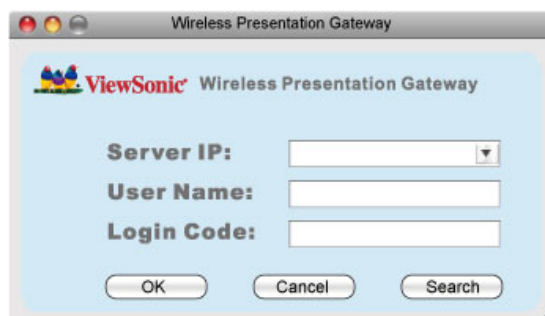 Wireless Presentation Gateway
ViewSonic Wireless Presentation Gateway
Server IP:
User Name:
Login Code:
OK Cancel Search